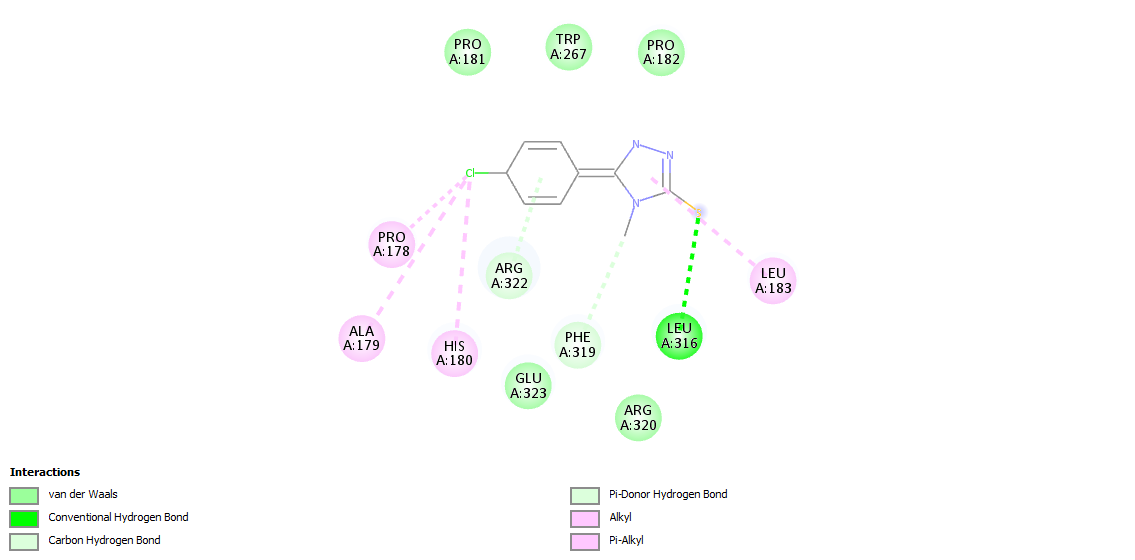 PRO
A:181
TRP
A:267
PRO
A:182
N
N
Cl
N
PRO
A:178
ARG
A:322
LEU
A:183
ALA
A:179
HIS
A:180
PHE
A:319
LEU
A:316
GLU
A:323
ARG
A:320
Interactions
van der Waals
Conventional Hydrogen Bond
Carbon Hydrogen Bond
Pi-Donor Hydrogen Bond
Alkyl
Pi-Alkyl